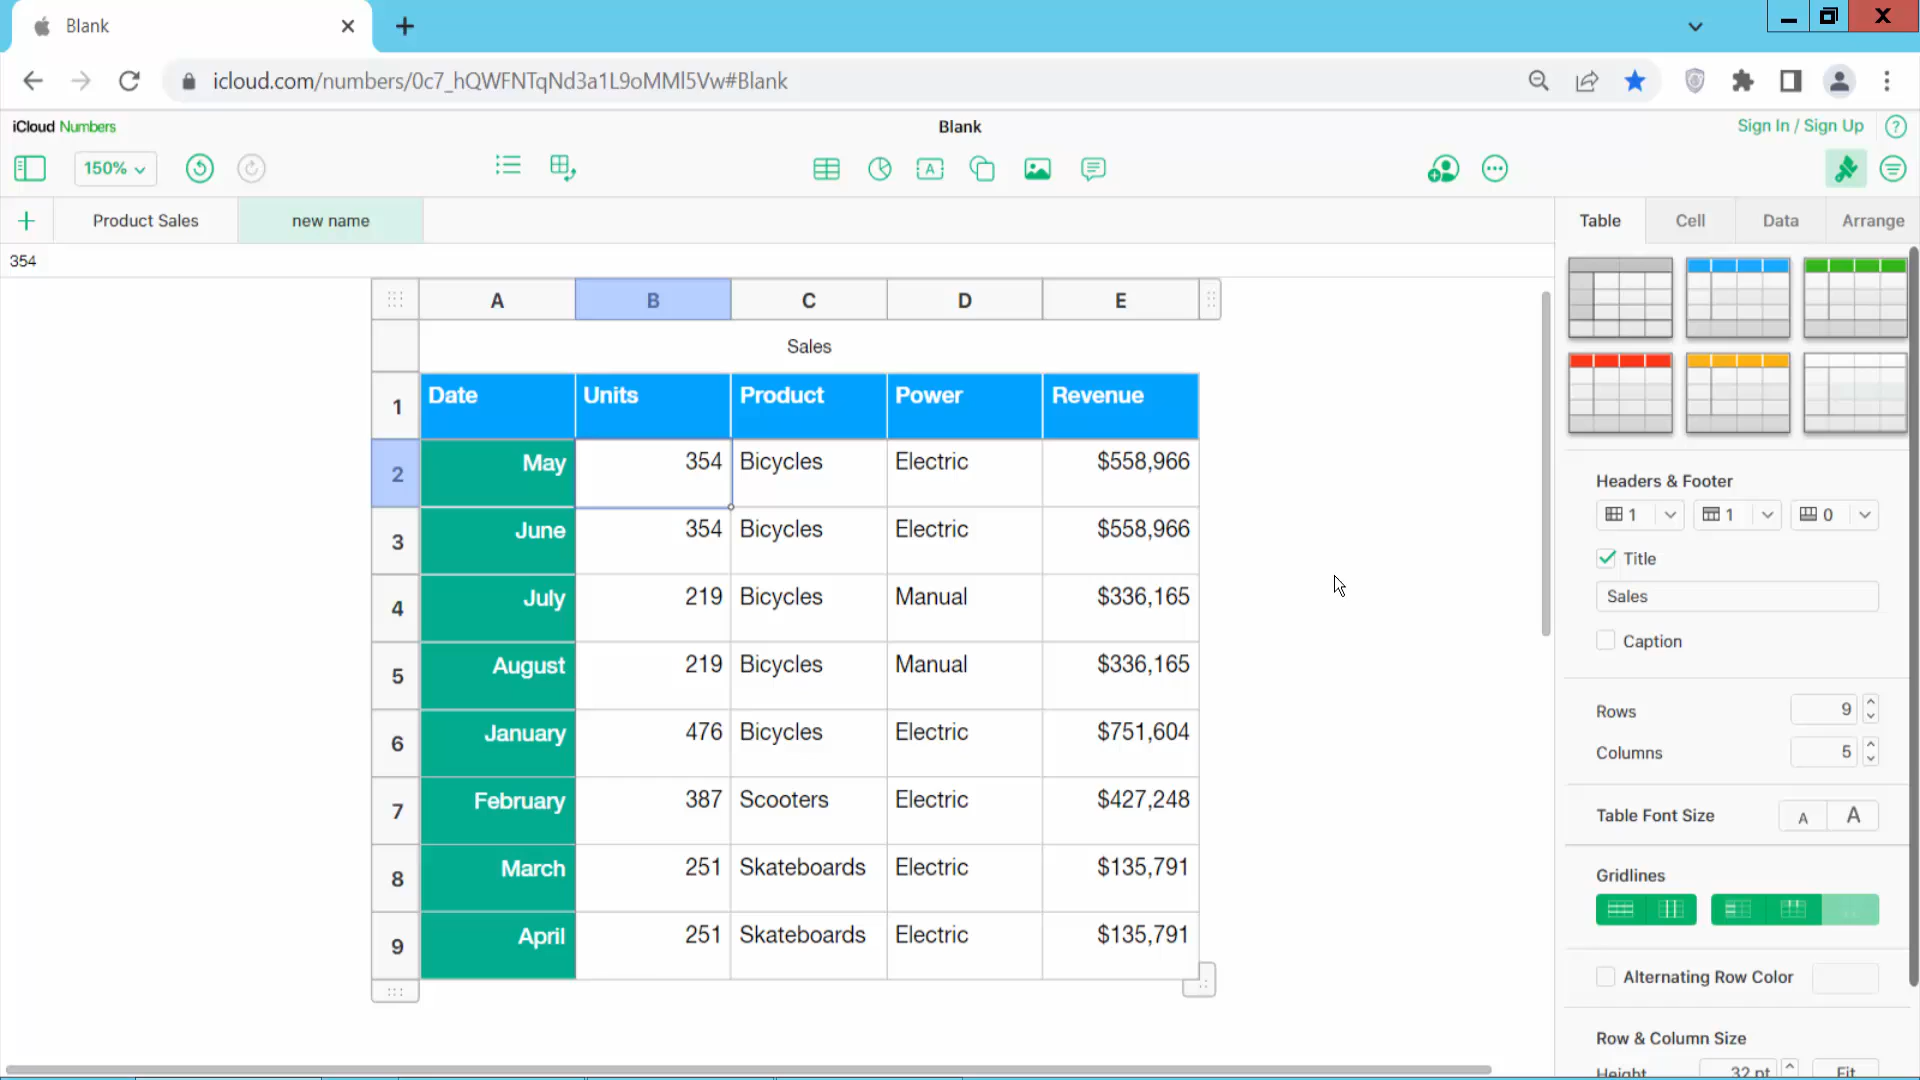 Blank
icloud.com/numbers/0c7_hQWFNTqNd3a1L9oMMl5Vw#Blank
iCloud Numbers
Blank
Sign In / Sign Up
?
150%
Product Sales
new name
Table
Cell
Data
Arrange
354
A B C D E
Sales
1 Date Units Product Power Revenue
2 May 354 Bicycles Electric $558,966
3 June 354 Bicycles Electric $558,966
4 July 219 Bicycles Manual $336,165
5 August 219 Bicycles Manual $336,165
6 January 476 Bicycles Electric $751,604
7 February 387 Scooters Electric $427,248
8 March 251 Skateboards Electric $135,791
9 April 251 Skateboards Electric $135,791
Headers & Footer
1 1 0
Title
Sales
Caption
Rows 9
Columns 5
Table Font Size A A
Gridlines
Alternating Row Color
Row & Column Size
Height 32 pt Fit